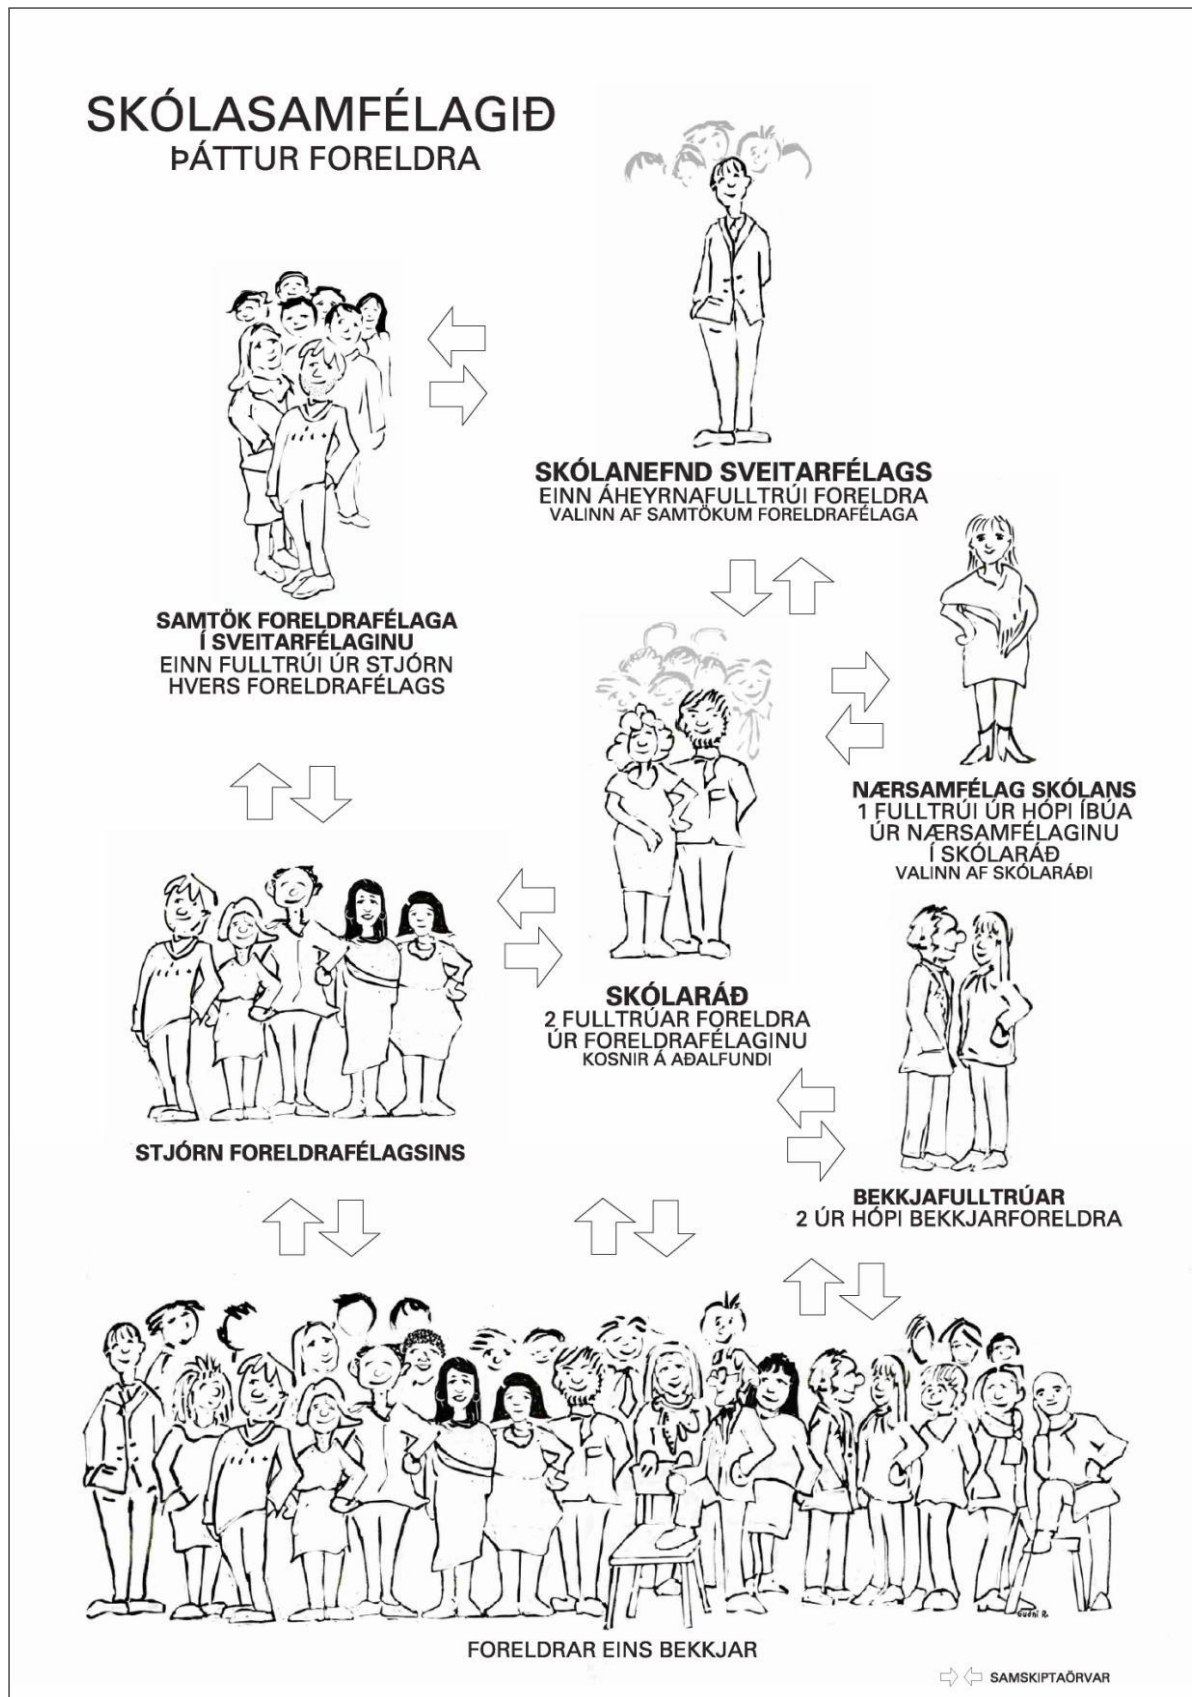 SKÓLASAMFÉLAGIÐ
ÞÁTTUR FORELDRA
SKÓLANEFND SVEITARFÉLAGS
EINN ÁHEYRNAFULLTRÚI FORELDRA
VALINN AF SAMTÖKUM FORELDRAFÉLAGA
SAMTÖK FORELDRAFÉLAGA
Í SVEITARFÉLAGINU
EINN FULLTRÚI ÚR STJÓRN
HVERS FORELDRAFÉLAGS
NÆRSAMFÉLAG SKÓLANS
1 FULLTRÚI ÚR HÓPI ÍBÚA
ÚR NÆRSAMFÉLAGINU
Í SKÓLARÁÐ
VALINN AF SKÓLARÁÐI
SKÓLARÁÐ
2 FULLTRÚAR FORELDRA
ÚR FORELDRAFÉLAGINU
KOSNIR Á AÐALFUNDI
STJÓRN FORELDRAFÉLAGSINS
BEKKJAFULLTRÚAR
2 ÚR HÓPI BEKKJARFORELDRA
FORELDRAR EINS BEKKJAR
SAMSKIPTAÖRVAR